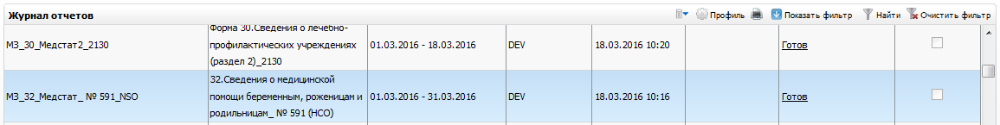 Журнал отчетов
Профиль
Показать фильтр
Найти
Очистить фильтр
МЗ_30_Медстат2_2130
Форма 30.Сведения о лечебно-
профилактических учреждениях
(раздел 2)_2130
01.03.2016 - 18.03.2016
DEV
18.03.2016 10:20
Готов
МЗ_32_Медстат_ № 591_NSO
32.Сведения о медицинской
помощи беременным, роженицам и
родильницам_ № 591 (НСО)
01.03.2016 - 31.03.2016
DEV
18.03.2016 10:16
Готов